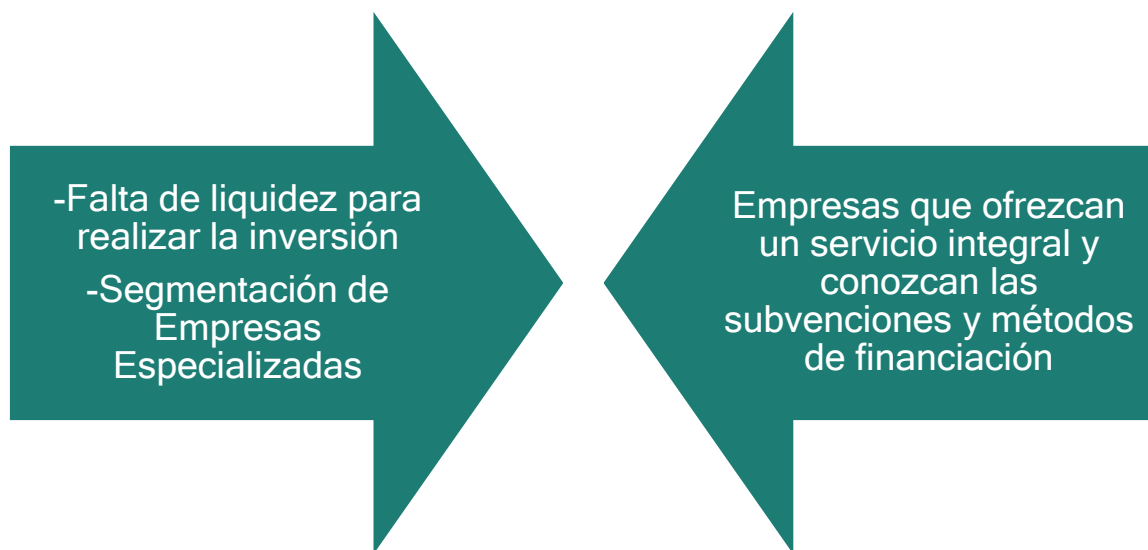 -Falta de liquidez para
realizar la inversión
-Segmentación de
Empresas
Especializadas
Empresas que ofrezcan
un servicio integral y
conozcan las
subvenciones y métodos
de financiación